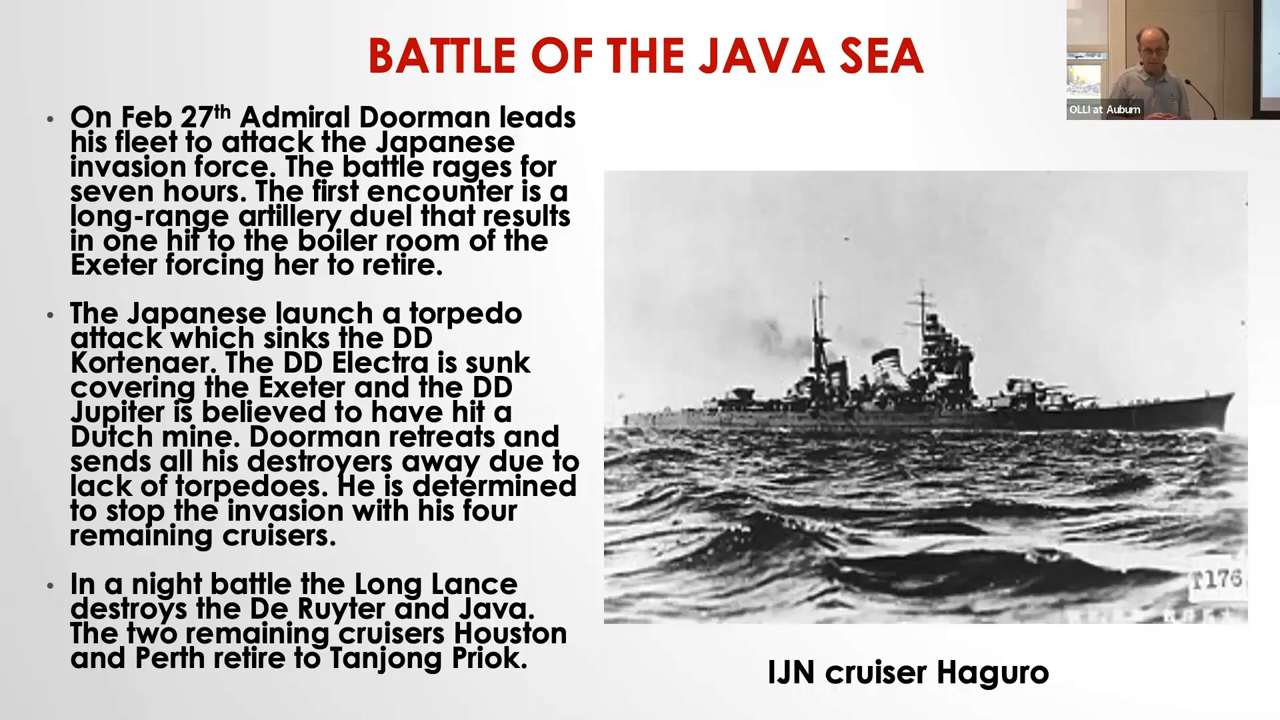 BATTLE OF THE JAVA SEA
OLLI at Auburn
• On Feb 27th Admiral Doorman leads
his fleet to attack the Japanese
invasion force. The battle rages for
seven hours. The first encounter is a
long-range artillery duel that results
in one hit to the boiler room of the
Exeter forcing her to retire.
• The Japanese launch a torpedo
attack which sinks the DD
Kortenaer. The DD Electra is sunk
covering the Exeter and the DD
Jupiter is believed to have hit a
Dutch mine. Doorman retreats and
sends all his destroyers away due to
lack of torpedoes. He is determined
to stop the invasion with his four
remaining cruisers.
• In a night battle the Long Lance
destroys the De Ruyter and Java.
The two remaining cruisers Houston
and Perth retire to Tanjong Priok.
T176
IJN cruiser Haguro